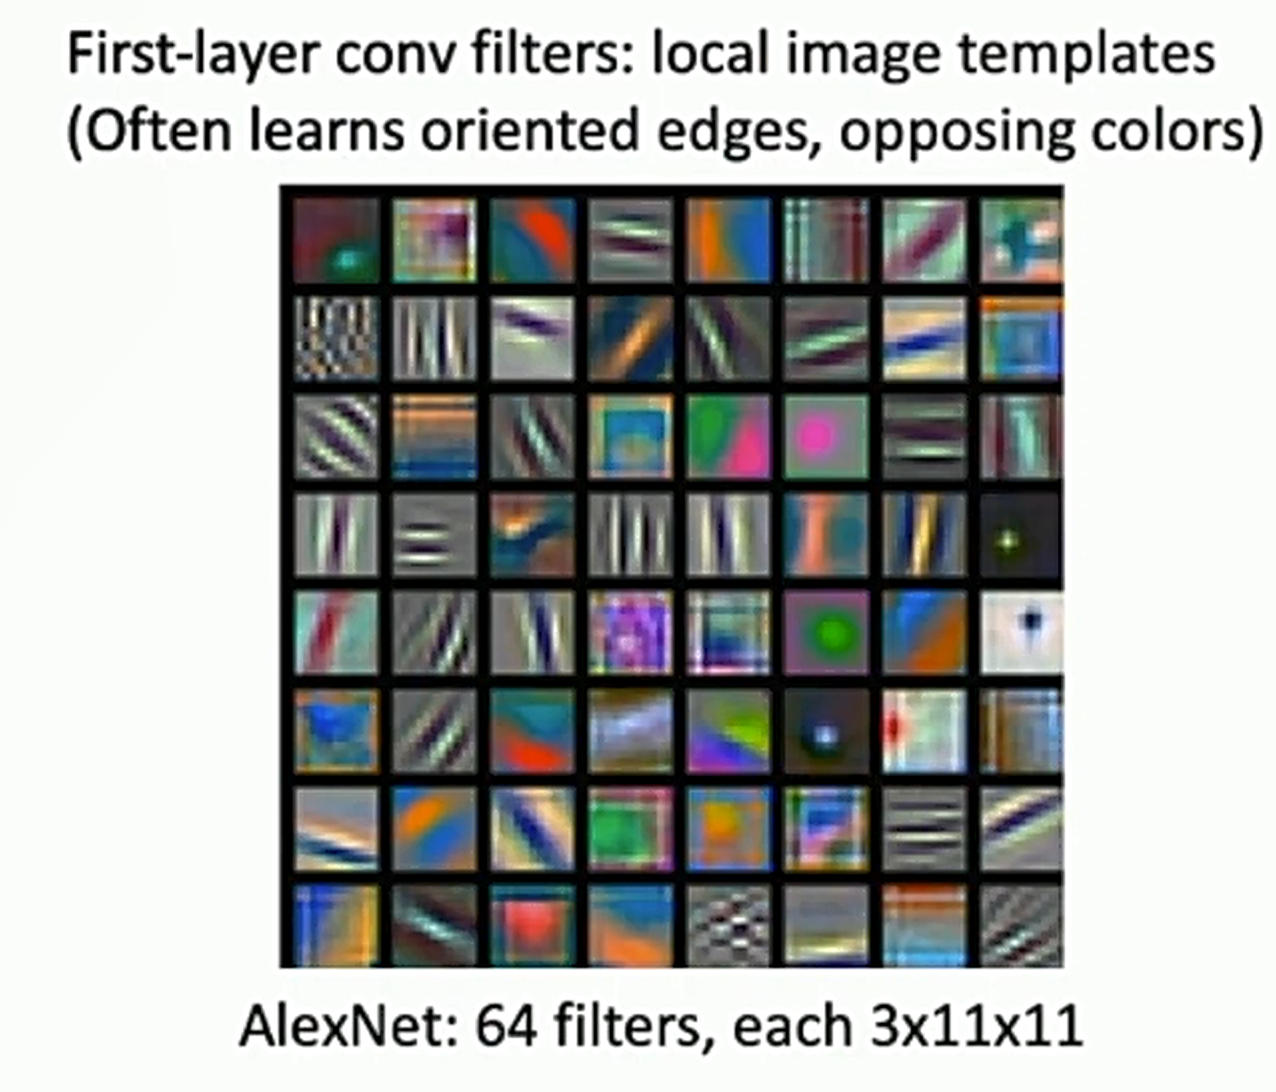 First-layer conv filters: local image templates
(Often learns oriented edges, opposing colors)
AlexNet: 64 filters, each 3x11x11